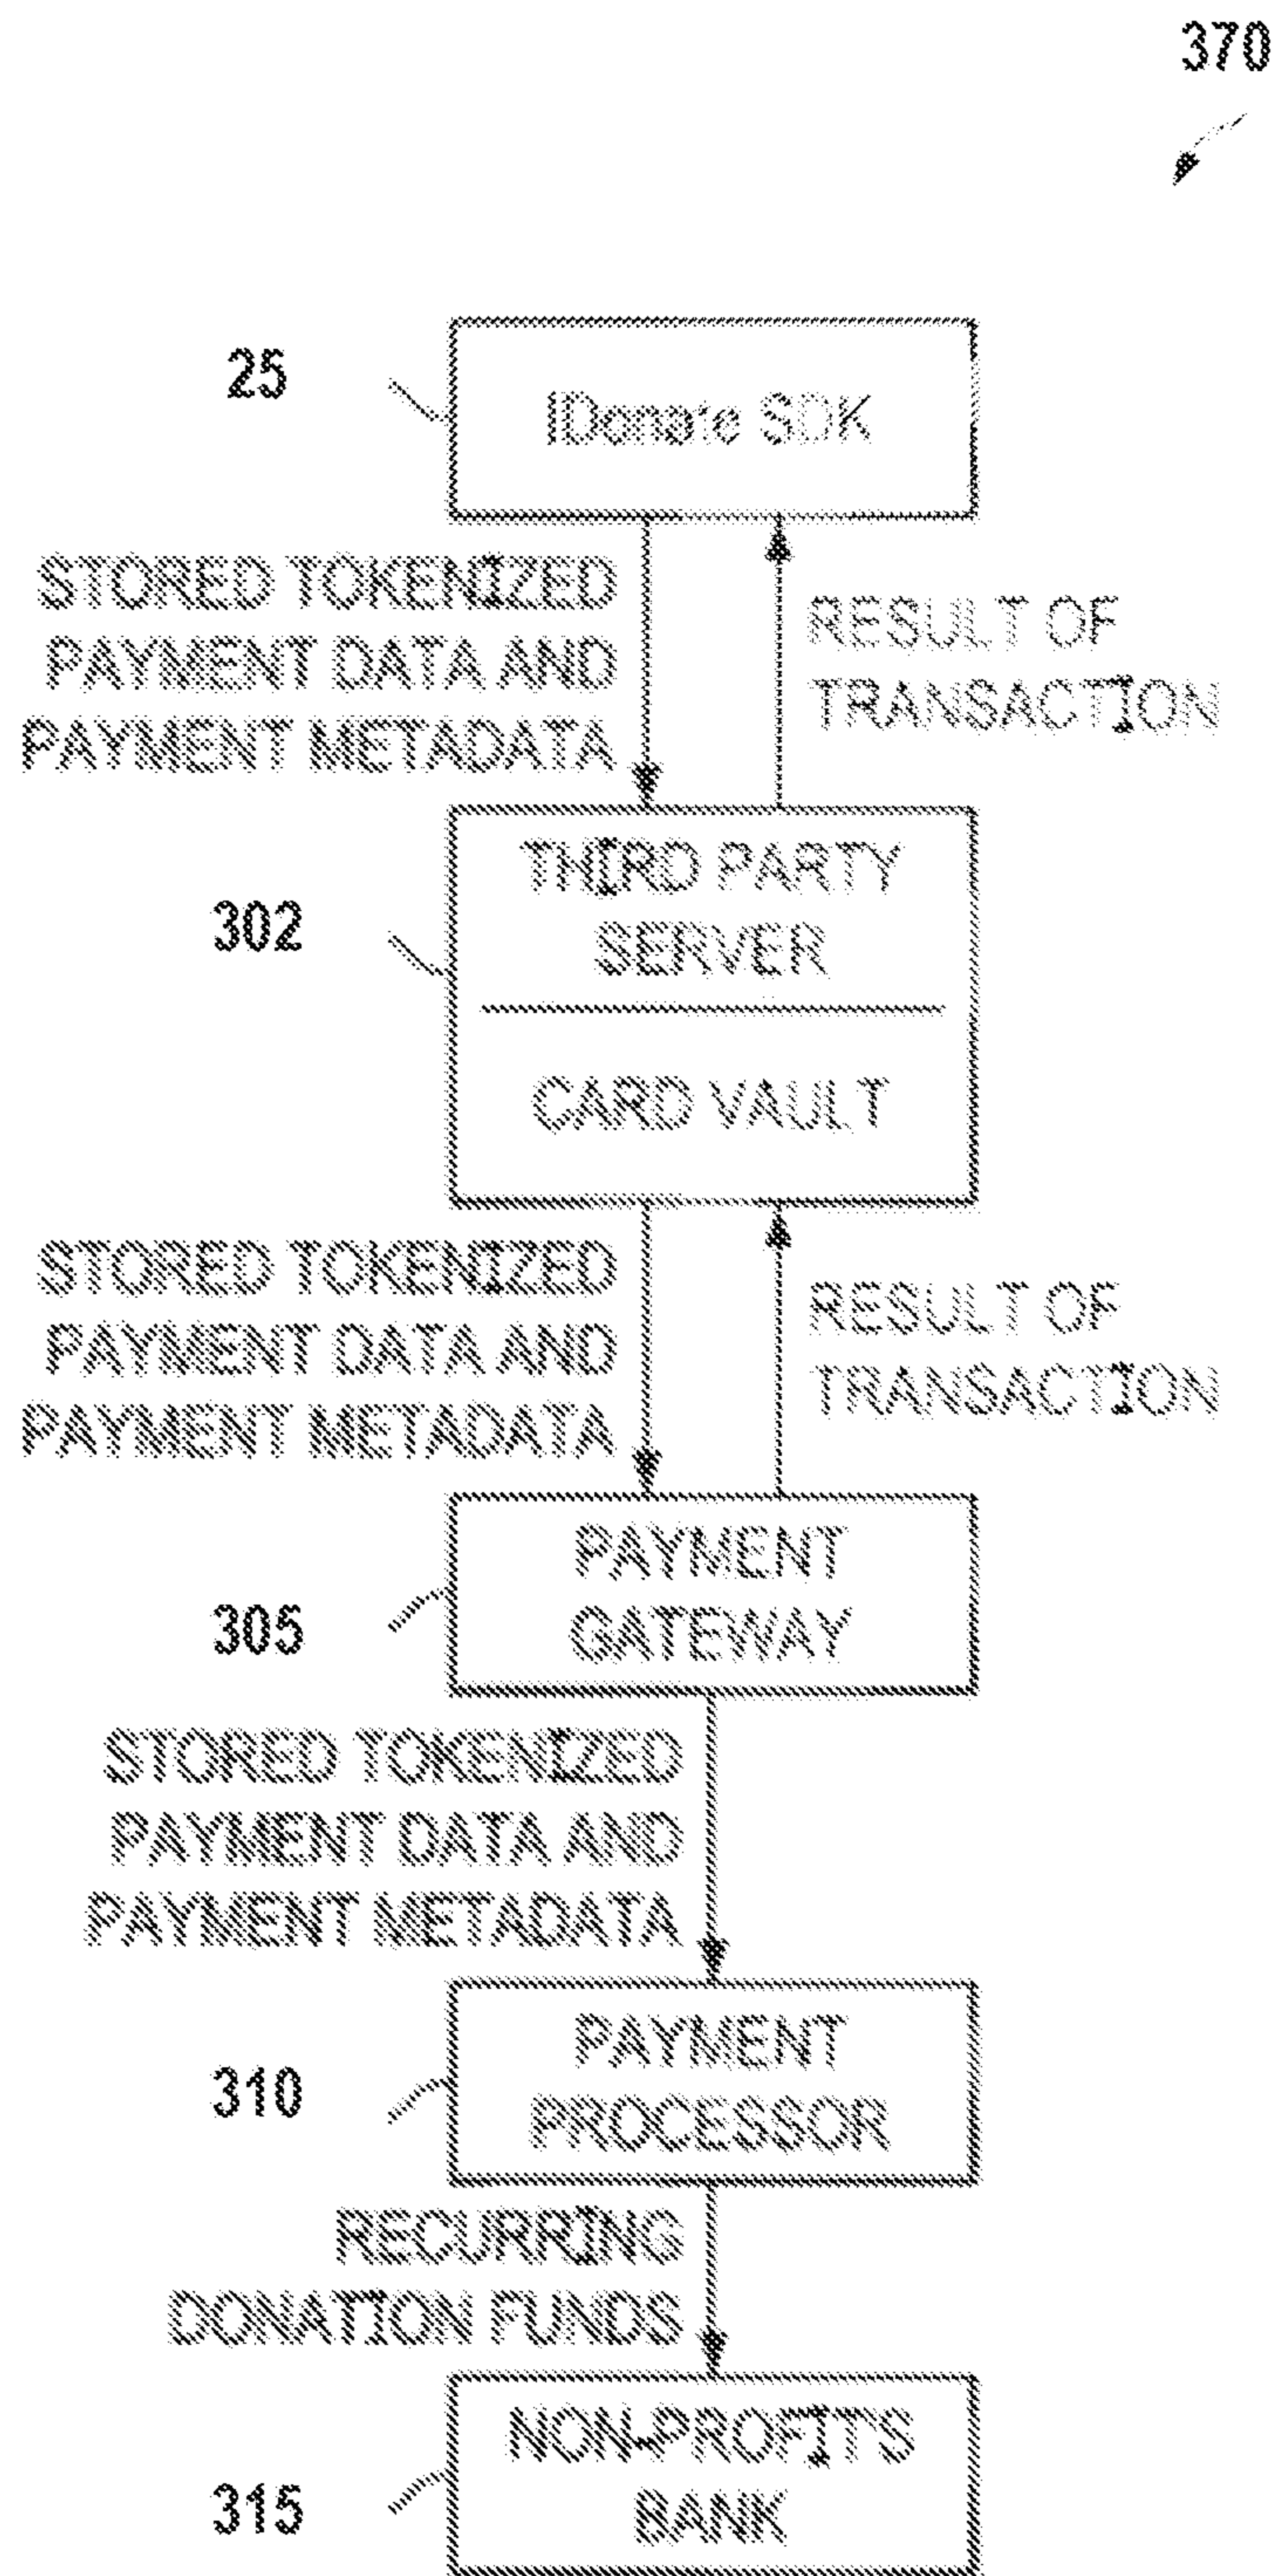 370
25
IDonate SDK
STORED TOKENIZED
PAYMENT DATA AND
PAYMENT METADATA
RESULT OF
TRANSACTION
302
THIRD PARTY
SERVER
CARD VAULT
STORED TOKENIZED
PAYMENT DATA AND
PAYMENT METADATA
RESULT OF
TRANSACTION
305
PAYMENT
GATEWAY
STORED TOKENIZED
PAYMENT DATA AND
PAYMENT METADATA
310
PAYMENT
PROCESSOR
RECURRING
DONATION FUNDS
315
NON-PROFIT'S
BANK